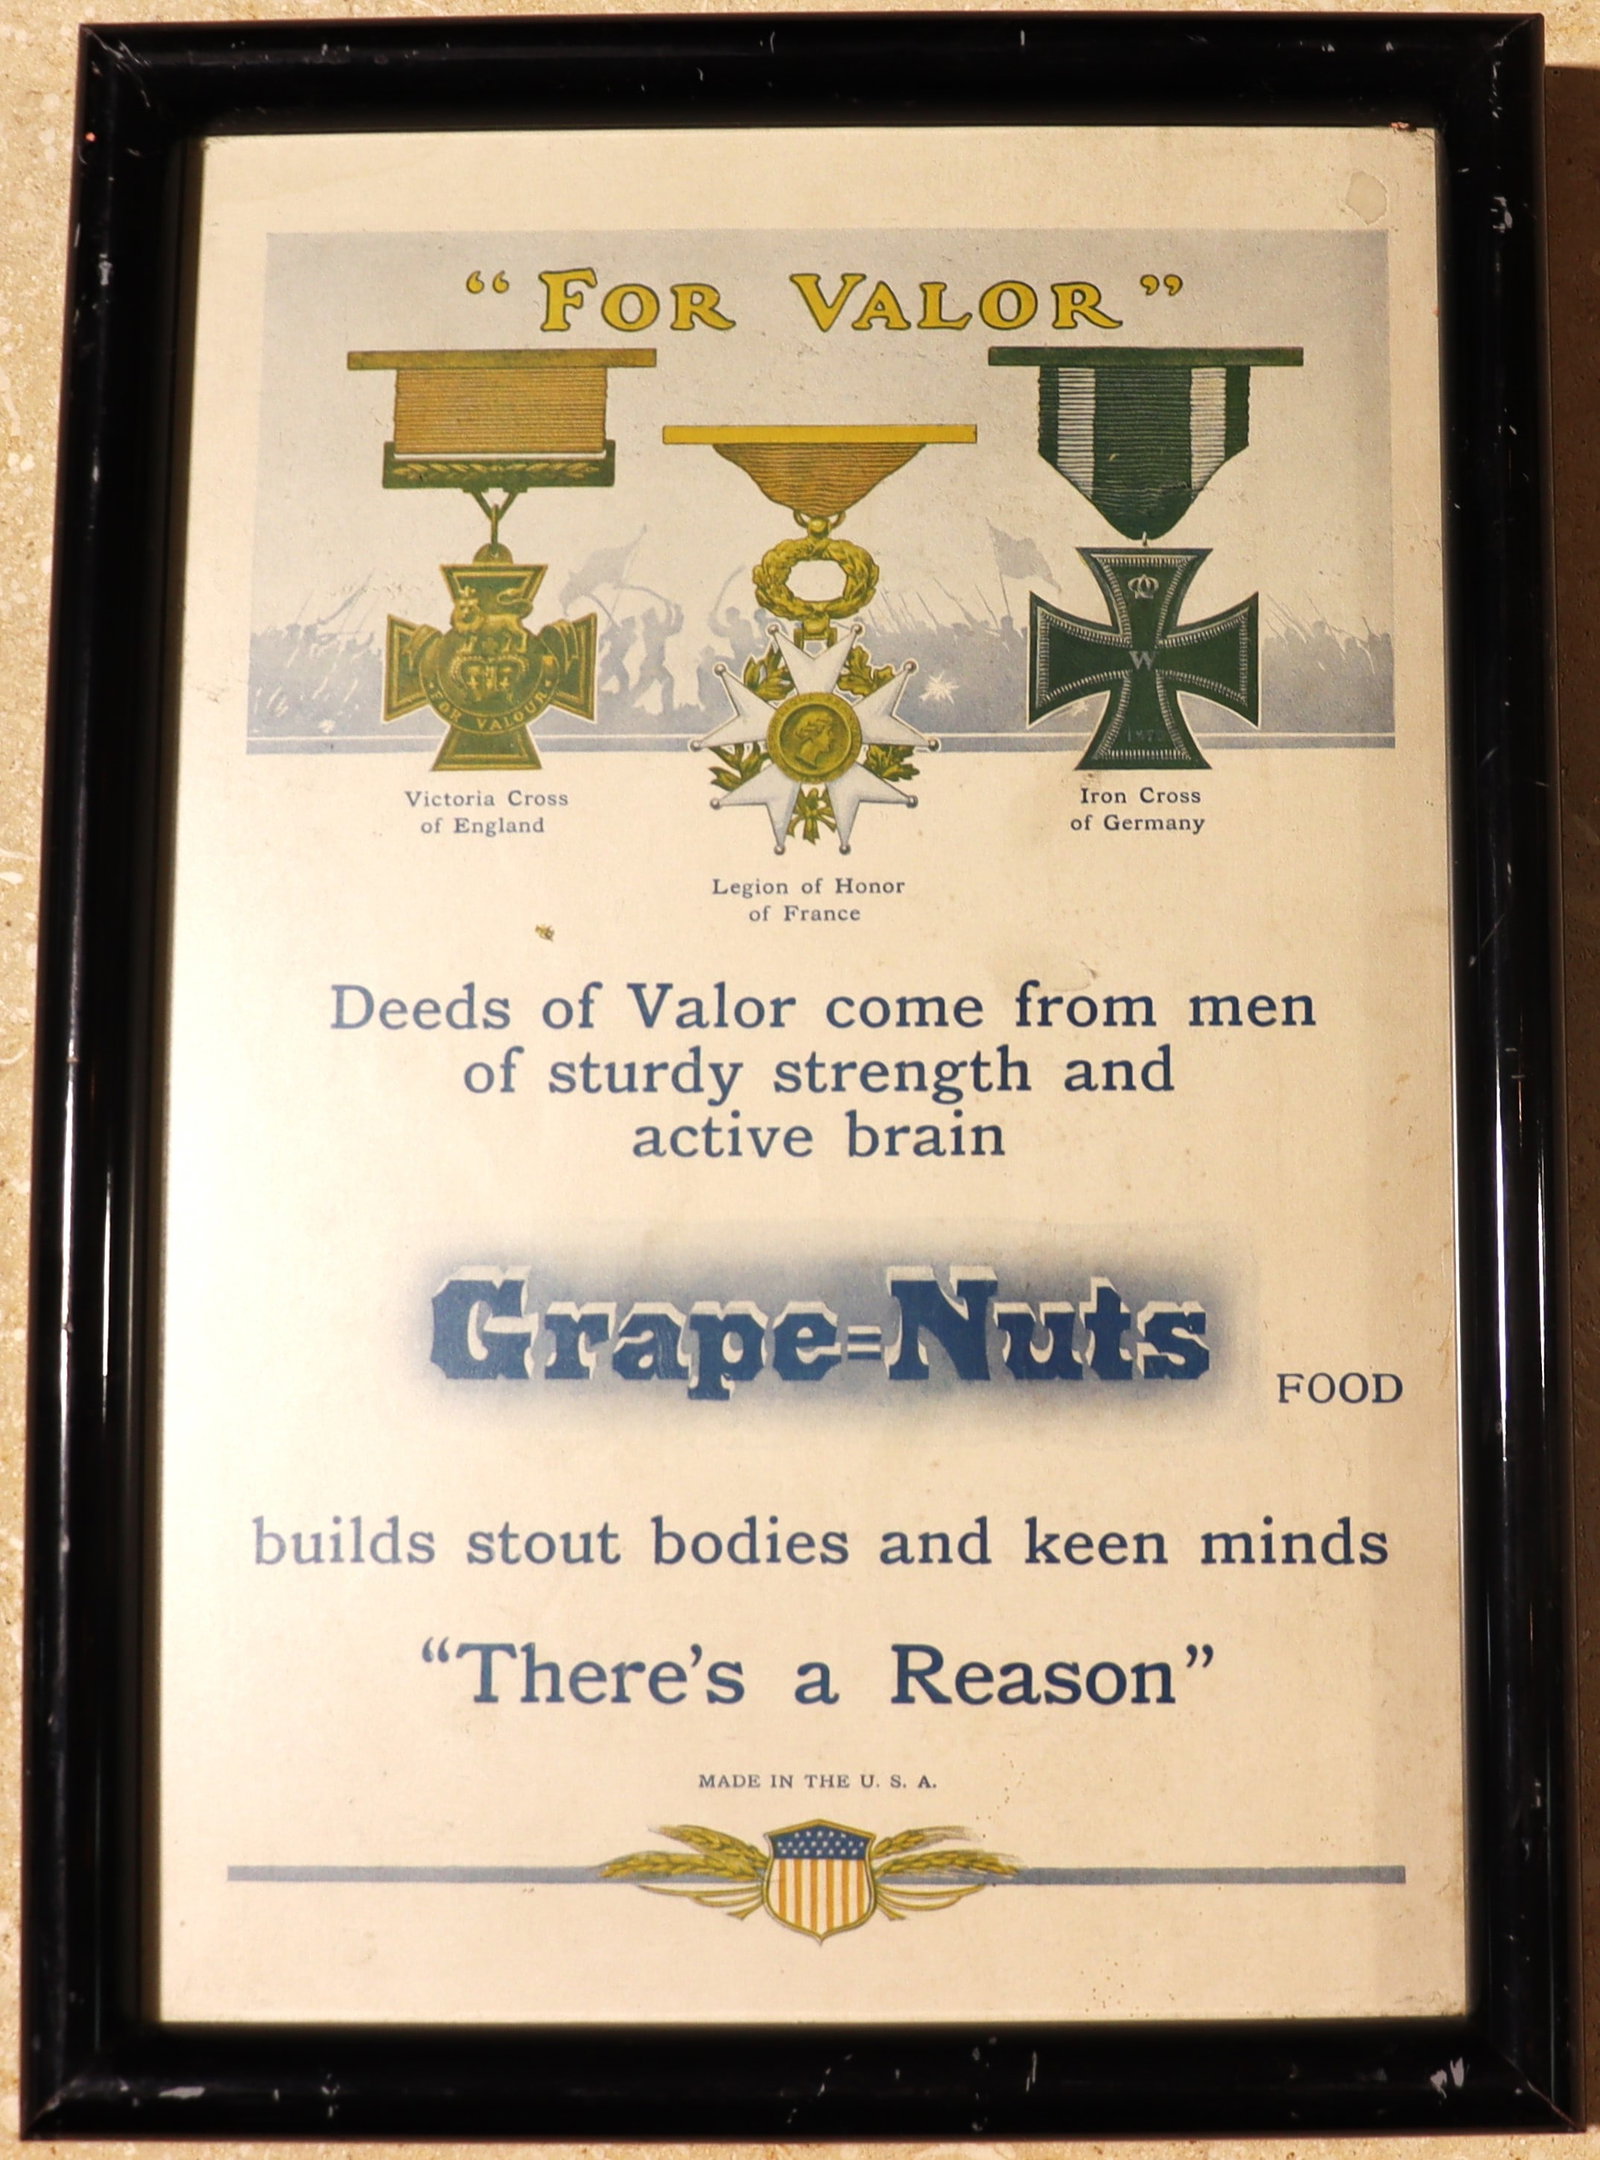 “FOR VALOR”
FOR VALOUR
W
Victoria Cross
of England
Iron Cross
of Germany
Legion of Honor
of France
Deeds of Valor come from men
of sturdy strength and
active brain
Grape=Nuts
FOOD
builds stout bodies and keen minds
“There’s a Reason”
MADE IN THE U. S. A.